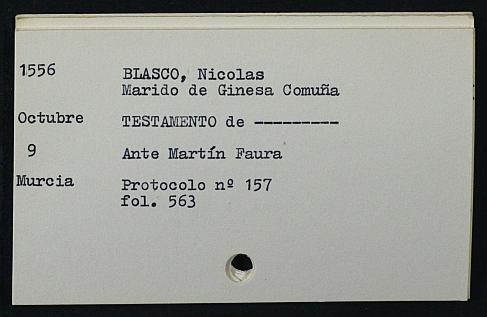 1556 BLASCO, Nicolas
Marido de Ginesa Comuña
Octubre TESTAMENTO de ---------
9 Ante Martín Faura
Murcia Protocolo nº 157
fol. 563